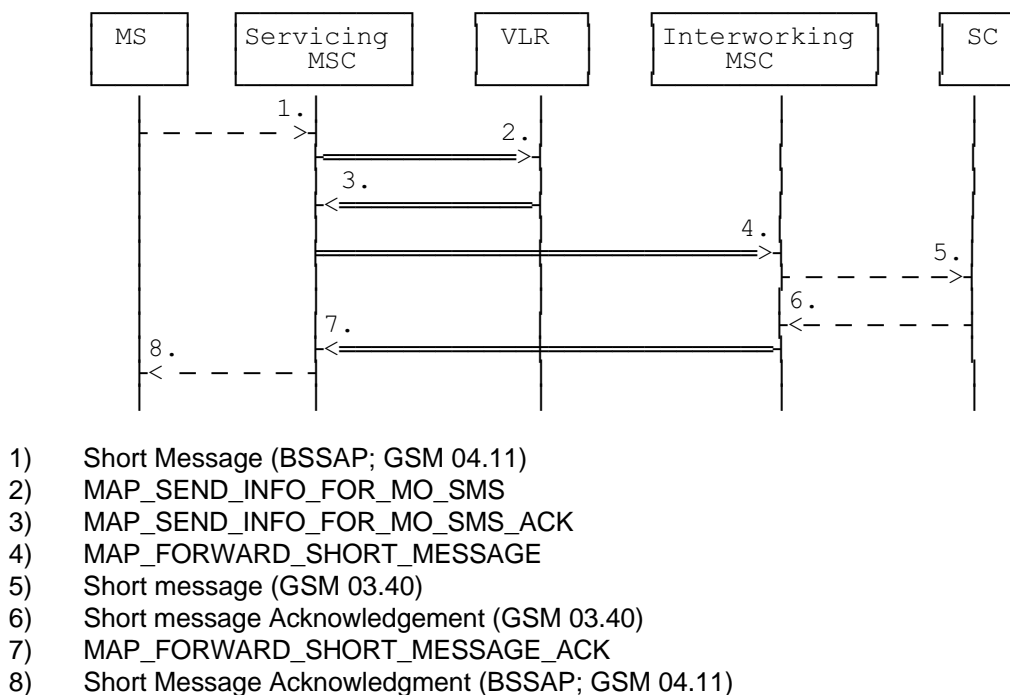 MS Servicing VLR Interworking SC
MSC MSC
1.
2.
3.
4.
5.
6.
7.
8.
1) Short Message (BSSAP; GSM 04.11)
2) MAP_SEND_INFO_FOR_MO_SMS
3) MAP_SEND_INFO_FOR_MO_SMS_ACK
4) MAP_FORWARD_SHORT_MESSAGE
5) Short message (GSM 03.40)
6) Short message Acknowledgement (GSM 03.40)
7) MAP_FORWARD_SHORT_MESSAGE_ACK
8) Short Message Acknowledgment (BSSAP; GSM 04.11)